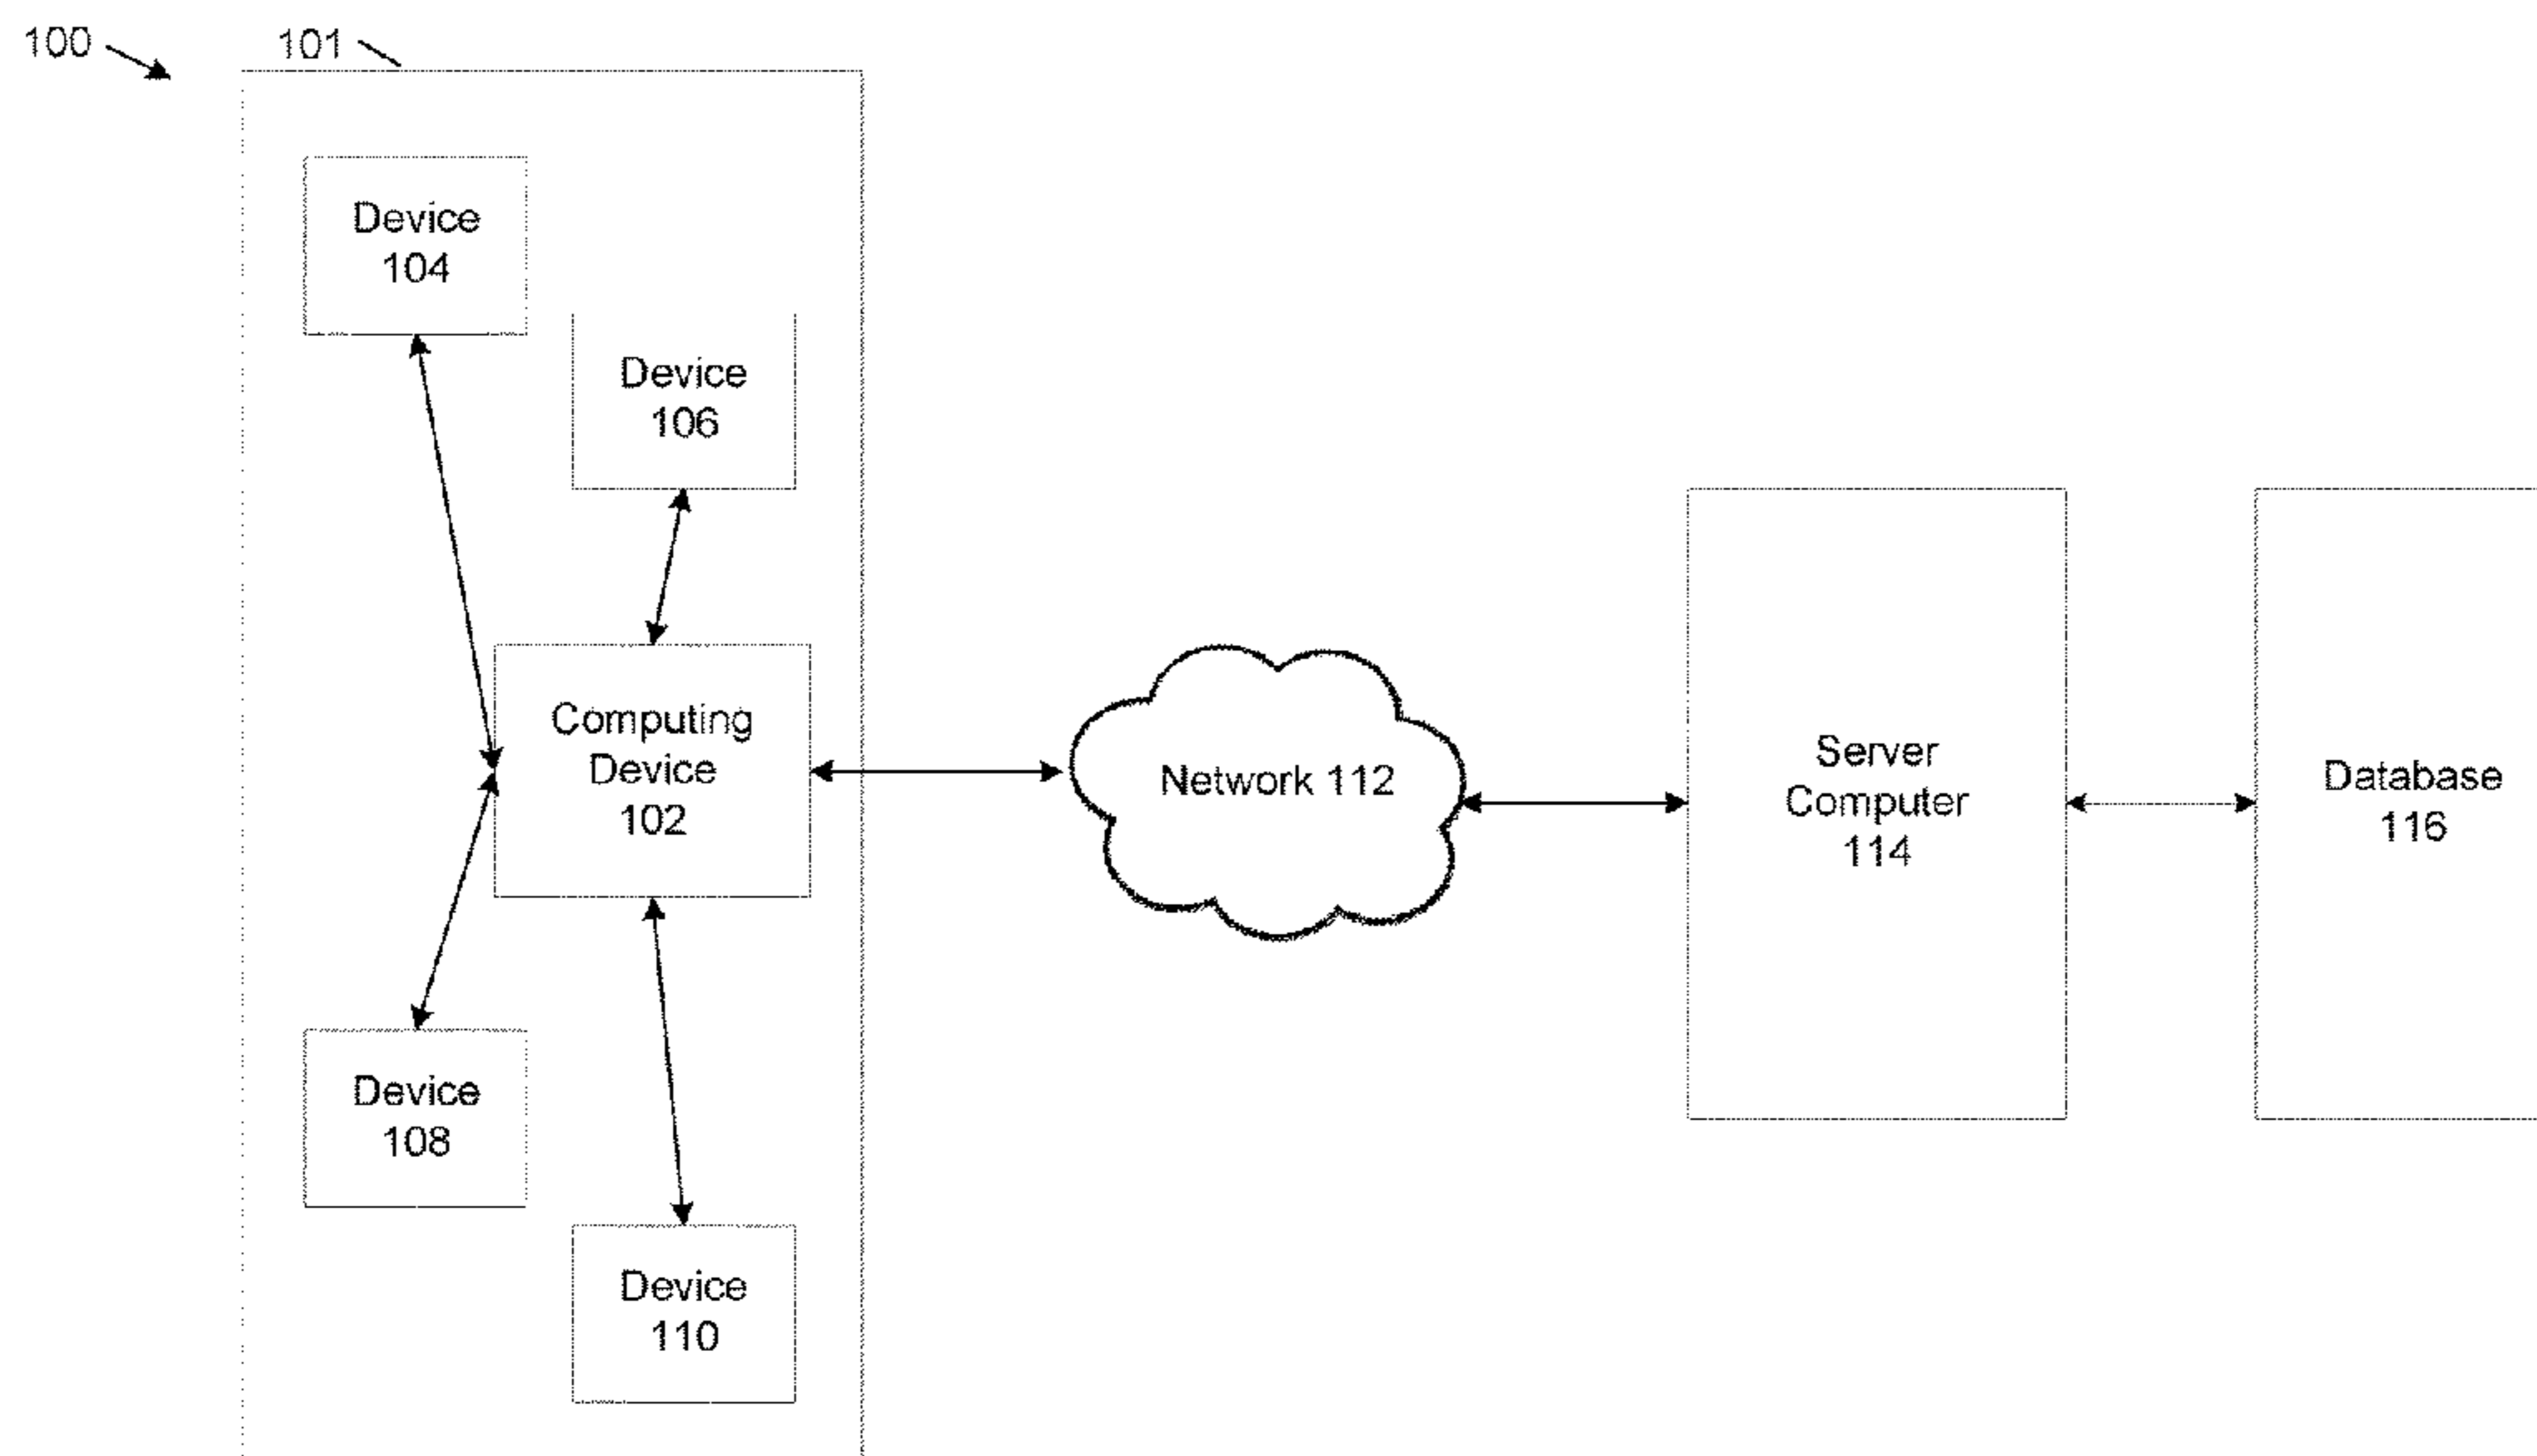 100
101
Device
104
Device
106
Computing
Device
102
Network 112
Server
Computer
114
Database
116
Device
108
Device
110